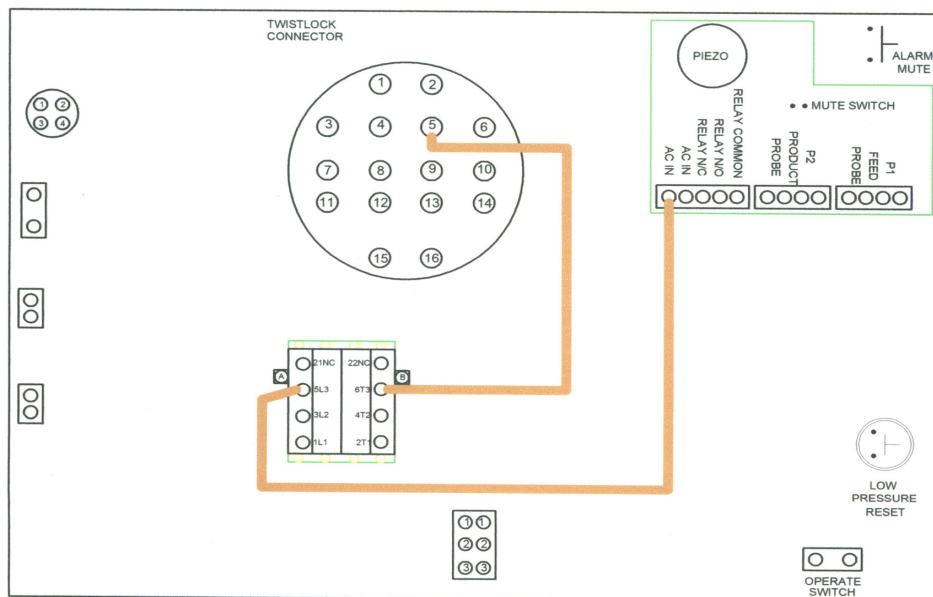 TWISTLOCK
CONNECTOR
PIEZO
ALARM
MUTE
MUTE SWITCH
1 2
3 4
1 2
3 4 5 6
7 8 9 10
11 12 13 14
15 16
AC IN
AC IN
RELAY N/C
RELAY N/O
RELAY COMMON
PROBE
PRODUCT
P2
PROBE
FEED
P1
21NC 22NC
A B
5L3 6T3
3L2 4T2
1L1 2T1
LOW
PRESSURE
RESET
1 1
2 2
3 3
OPERATE
SWITCH